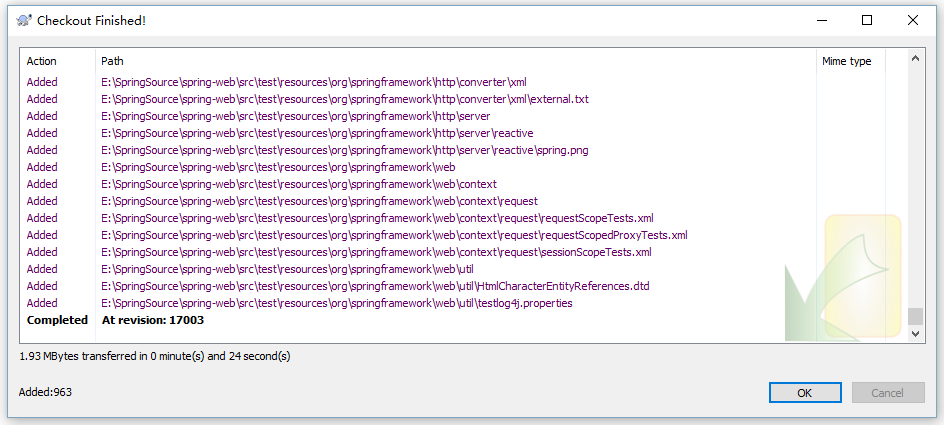 Checkout Finished!
Action Path Mime type
Added E:\SpringSource\spring-web\src\test\resources\org\springframework\http\converter\xml
Added E:\SpringSource\spring-web\src\test\resources\org\springframework\http\converter\xml\external.txt
Added E:\SpringSource\spring-web\src\test\resources\org\springframework\http\server
Added E:\SpringSource\spring-web\src\test\resources\org\springframework\http\server\reactive
Added E:\SpringSource\spring-web\src\test\resources\org\springframework\http\server\reactive\spring.png
Added E:\SpringSource\spring-web\src\test\resources\org\springframework\web
Added E:\SpringSource\spring-web\src\test\resources\org\springframework\web\context
Added E:\SpringSource\spring-web\src\test\resources\org\springframework\web\context\request
Added E:\SpringSource\spring-web\src\test\resources\org\springframework\web\context\request\requestScopeTests.xml
Added E:\SpringSource\spring-web\src\test\resources\org\springframework\web\context\request\requestScopedProxyTests.xml
Added E:\SpringSource\spring-web\src\test\resources\org\springframework\web\context\request\sessionScopeTests.xml
Added E:\SpringSource\spring-web\src\test\resources\org\springframework\web\util
Added E:\SpringSource\spring-web\src\test\resources\org\springframework\web\util\HtmlCharacterEntityReferences.dtd
Added E:\SpringSource\spring-web\src\test\resources\org\springframework\web\util\testlog4j.properties
Completed At revision: 17003
1.93 MBytes transferred in 0 minute(s) and 24 second(s)
Added:963
OK Cancel